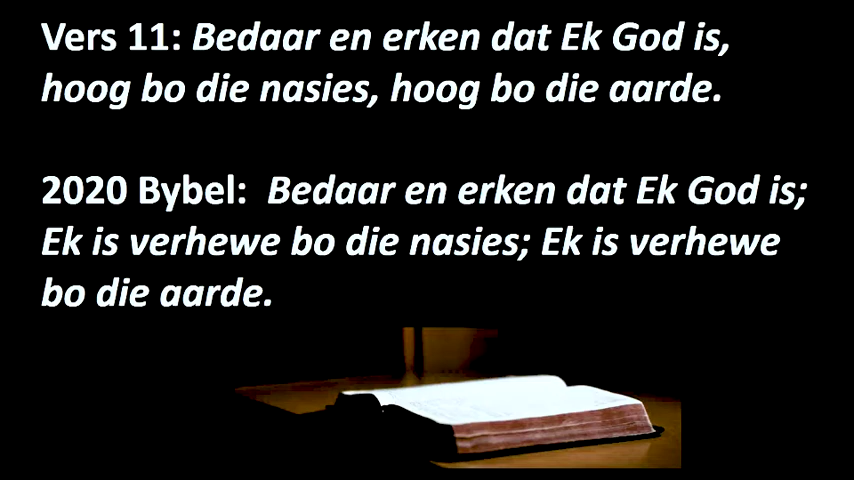 Vers 11: Bedaar en erken dat Ek God is,
hoog bo die nasies, hoog bo die aarde.
2020 Bybel: Bedaar en erken dat Ek God is;
Ek is verhewe bo die nasies; Ek is verhewe
bo die aarde.